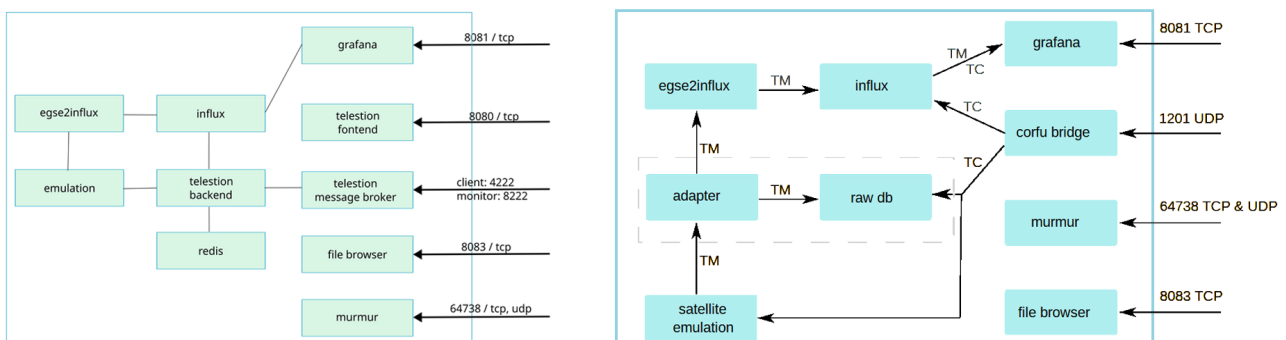 grafana
8081 / tcp
egse2influx
influx
telestion
fontend
8080 / tcp
emulation
telestion
backend
telestion
message broker
client: 4222
monitor: 8222
redis
file browser
8083 / tcp
murmur
64738 / tcp, udp
grafana
8081 TCP
TM
TC
egse2influx
TM
influx
TC
corfu bridge
1201 UDP
TM
TC
adapter
TM
raw db
murmur
64738 TCP & UDP
TM
satellite
emulation
file browser
8083 TCP